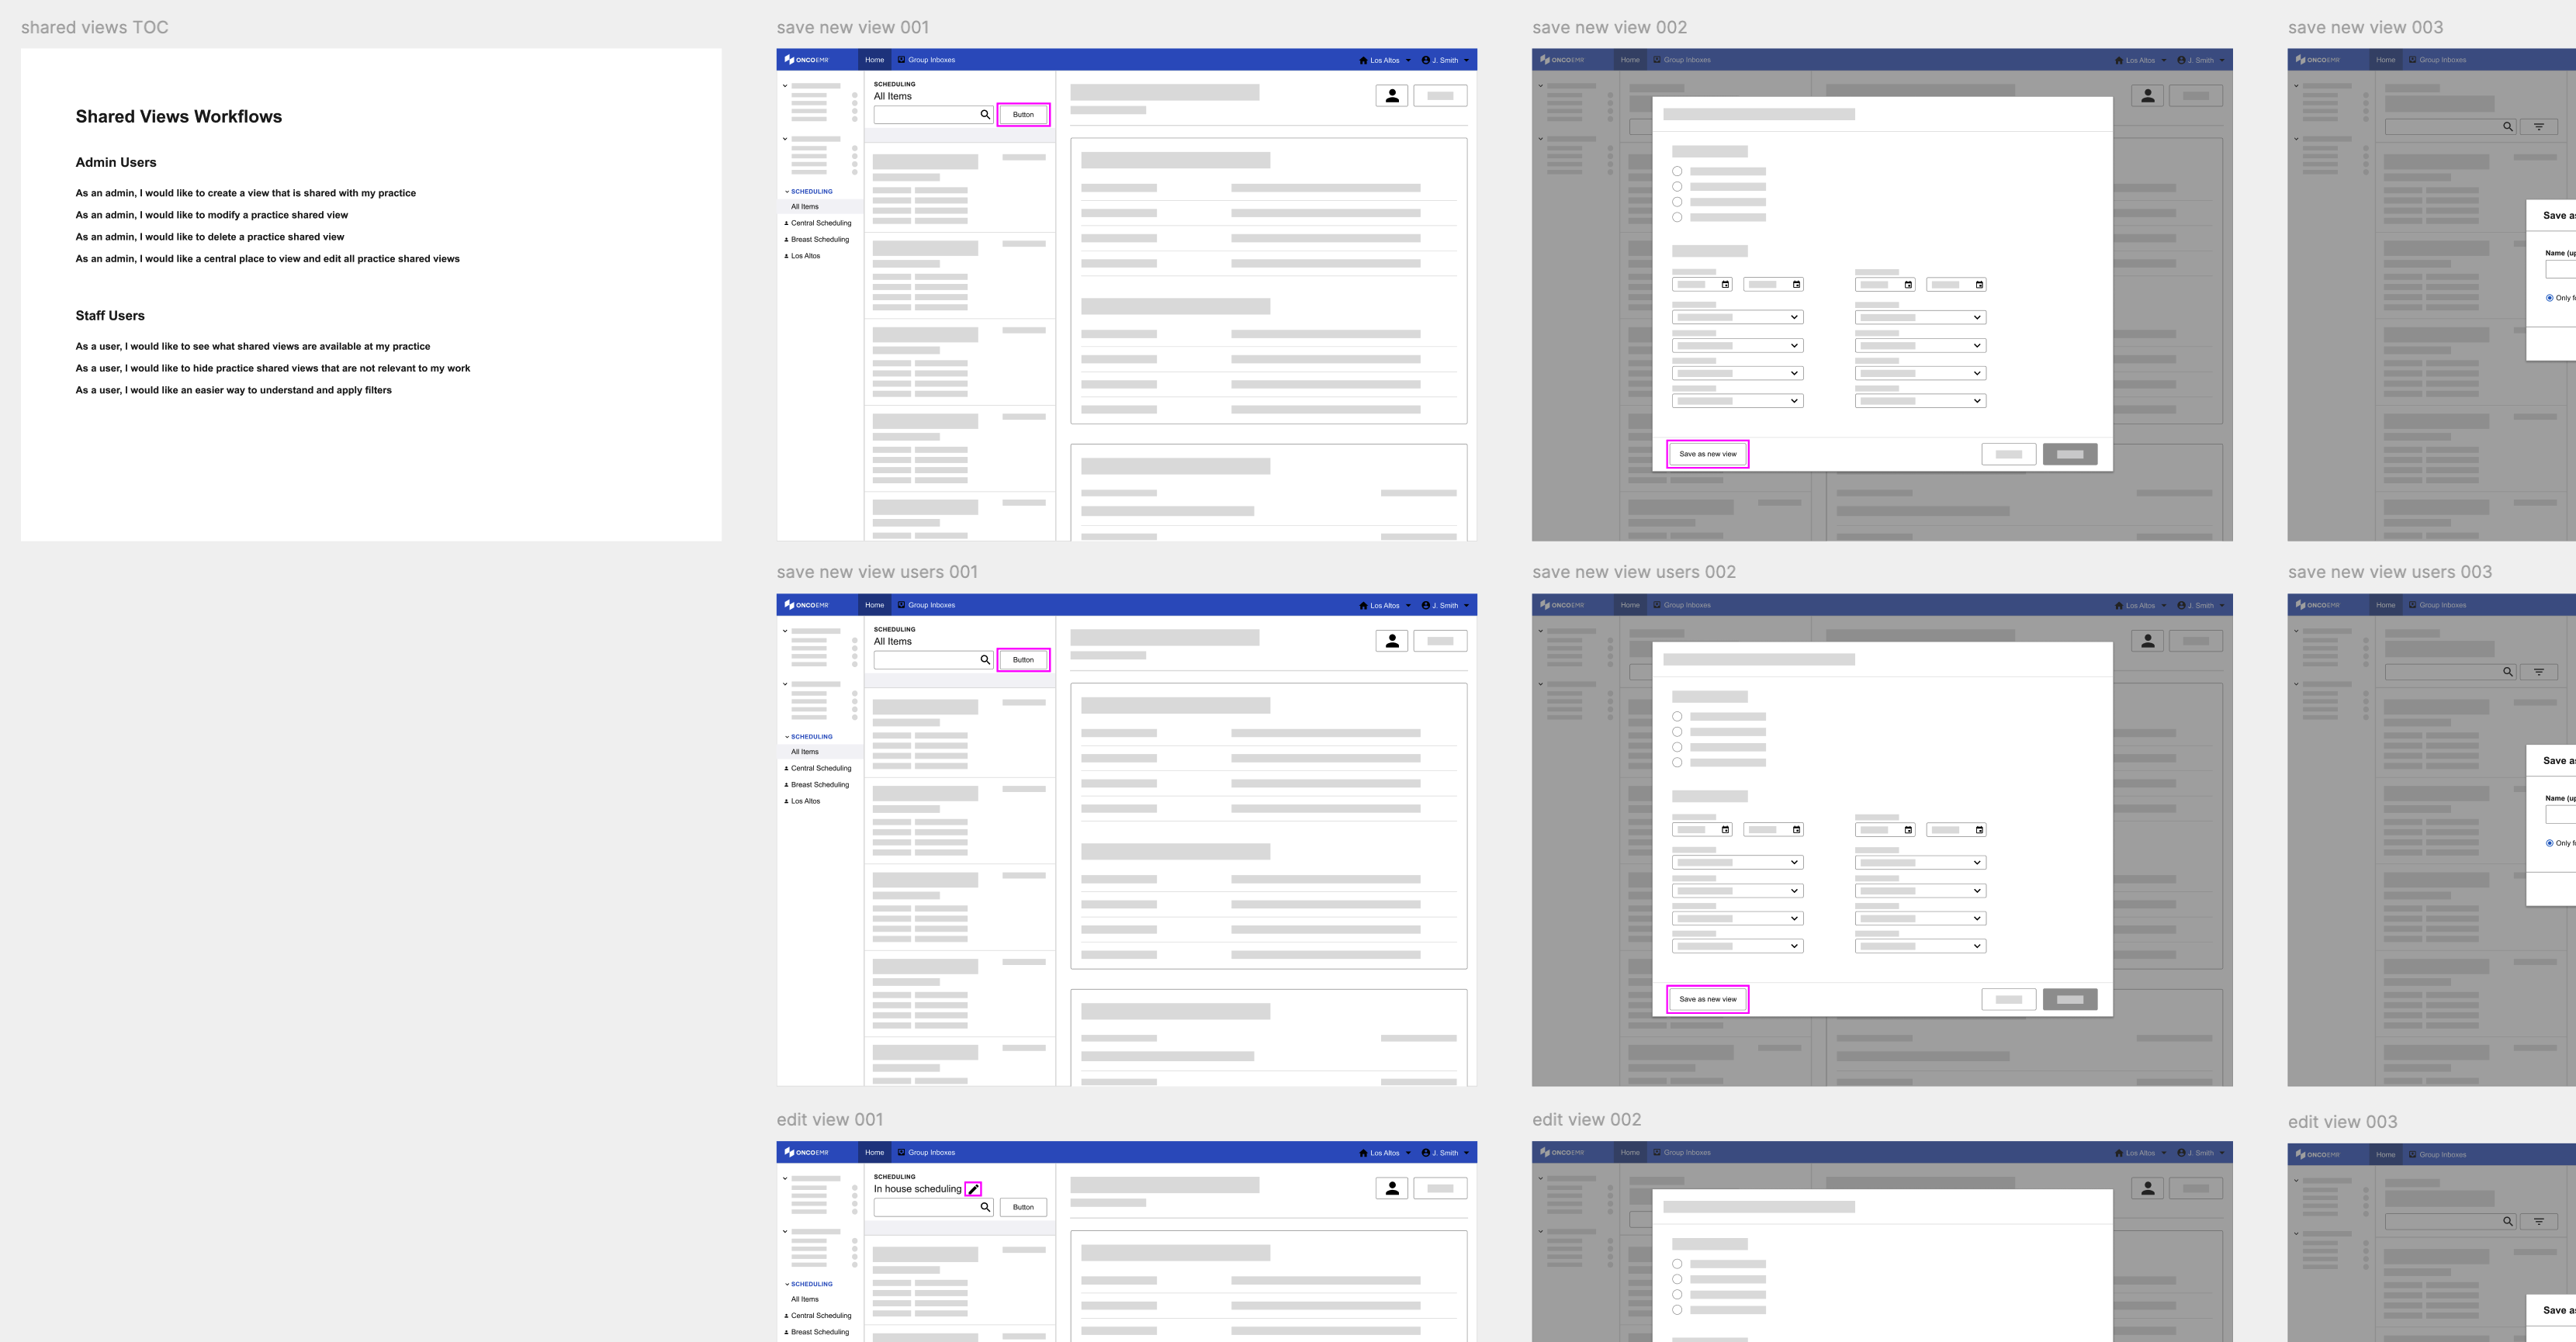 shared views TOC
Shared Views Workflows
Admin Users
As an admin, I would like to create a view that is shared with my practice
As an admin, I would like to modify a practice shared view
As an admin, I would like to delete a practice shared view
As an admin, I would like a central place to view and edit all practice shared views
Staff Users
As a user, I would like to see what shared views are available at my practice
As a user, I would like to hide practice shared views that are not relevant to my work
As a user, I would like an easier way to understand and apply filters
save new view 001
ONCOEMR Home Group Inboxes Los Altos J. Smith
SCHEDULING
All Items
Button
SCHEDULING
All Items
Central Scheduling
Breast Scheduling
Los Altos
save new view 002
ONCOEMR Home Group Inboxes Los Altos J. Smith
Save as new view
save new view 003
ONCOEMR Home Group Inboxes
Save as
Name (up
Only f
save new view users 001
ONCOEMR Home Group Inboxes Los Altos J. Smith
SCHEDULING
All Items
Button
SCHEDULING
All Items
Central Scheduling
Breast Scheduling
Los Altos
save new view users 002
ONCOEMR Home Group Inboxes Los Altos J. Smith
Save as new view
save new view users 003
ONCOEMR Home Group Inboxes
Save as
Name (up
Only f
edit view 001
ONCOEMR Home Group Inboxes Los Altos J. Smith
SCHEDULING
In house scheduling
Button
SCHEDULING
All Items
Central Scheduling
Breast Scheduling
edit view 002
ONCOEMR Home Group Inboxes Los Altos J. Smith
edit view 003
ONCOEMR Home Group Inboxes
Save as